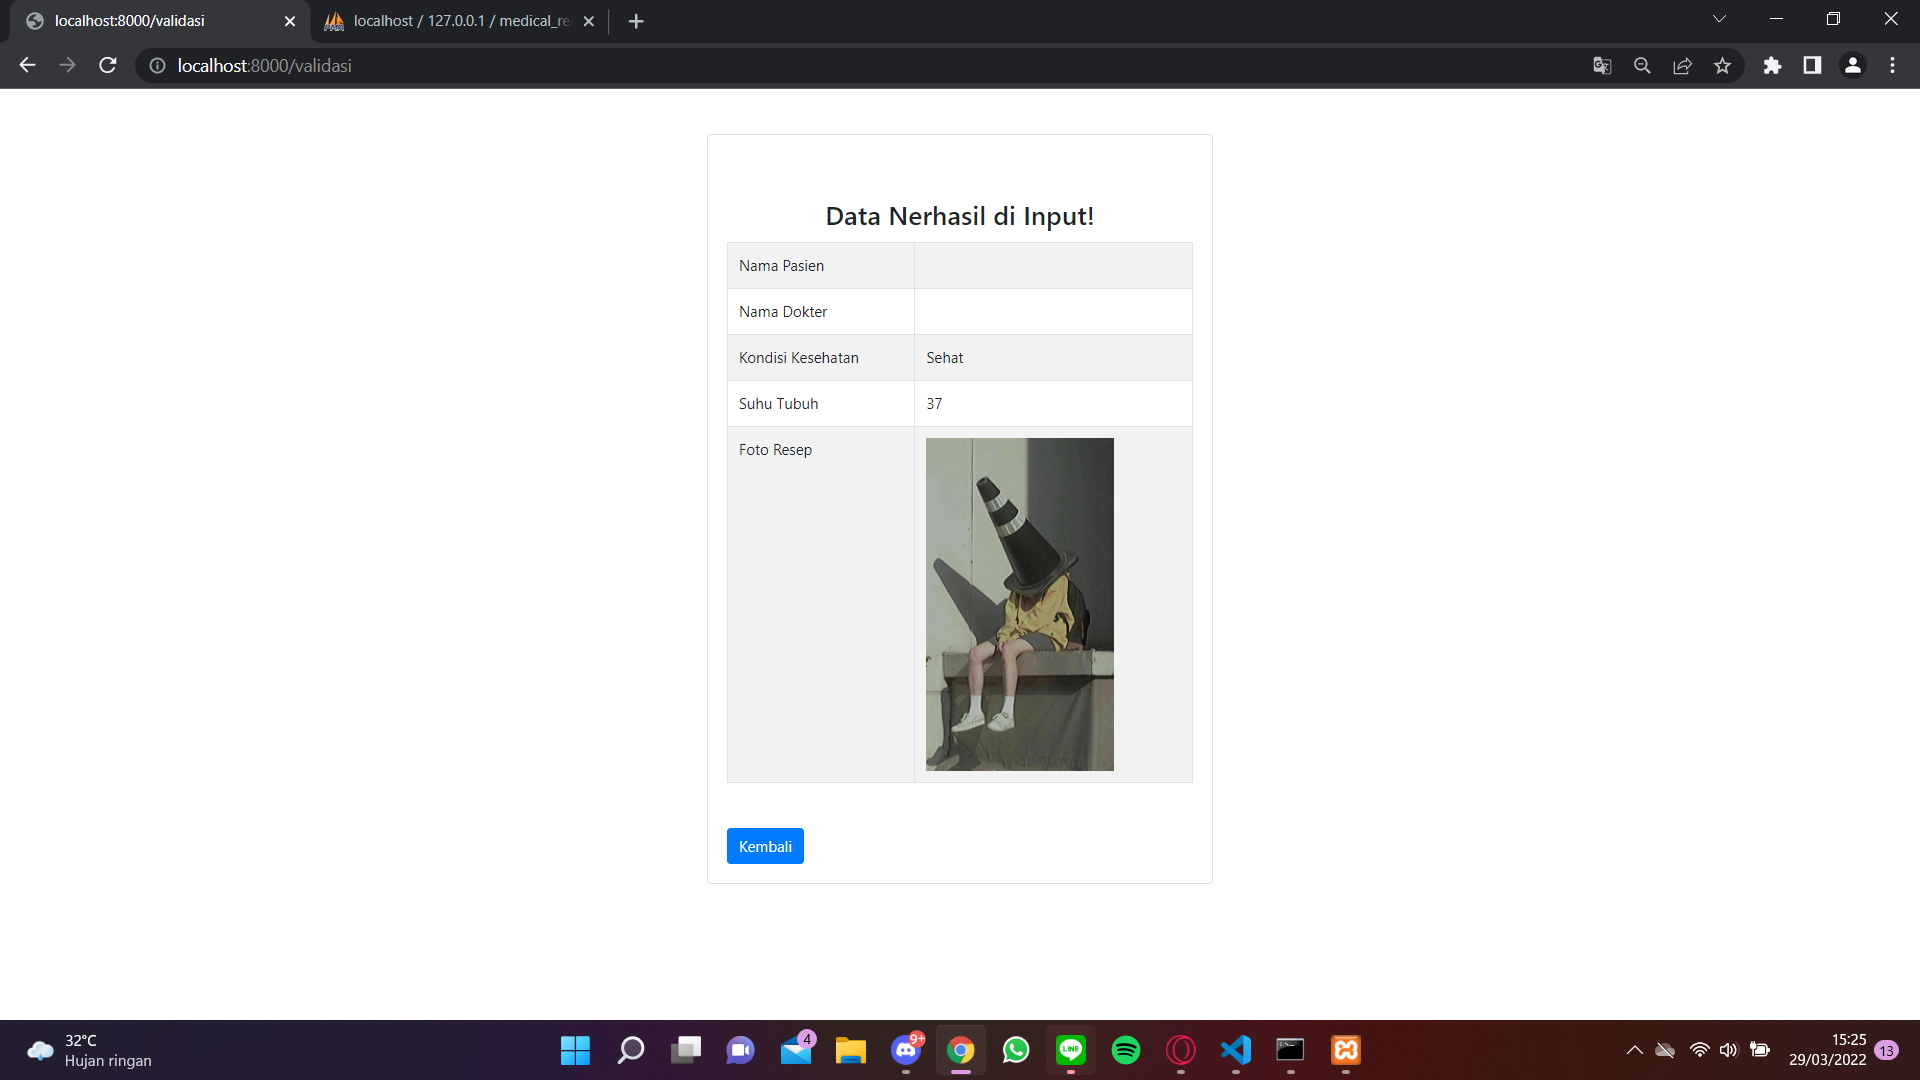 localhost:8000/validasi
localhost / 127.0.0.1 / medical_re
localhost:8000/validasi
Data Nerhasil di Input!
Nama Pasien
Nama Dokter
Kondisi Kesehatan Sehat
Suhu Tubuh 37
Foto Resep
Kembali
32°C
Hujan ringan
4
9+
LINE
15:25
29/03/2022
13